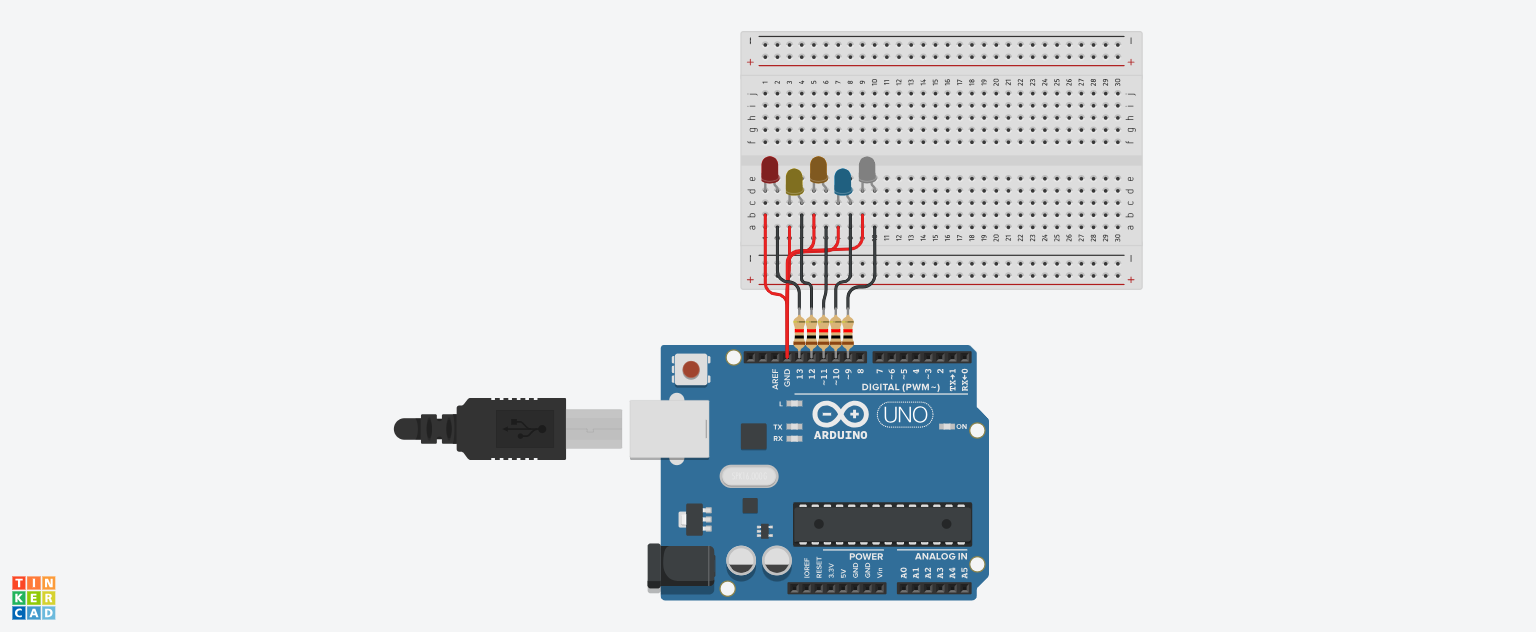 − −
+ +
1 2 3 4 5 6 7 8 9 10 11 12 13 14 15 16 17 18 19 20 21 22 23 24 25 26 27 28 29 30
j j
i i
h h
g g
f f
e e
d d
c c
b b
a a
11 12 13 14 15 16 17 18 19 20 21 22 23 24 25 26 27 28 29 30
− −
+ +
AREF GND 13 12 ~11 ~10 ~9 8 7 ~6 ~5 4 ~3 2 TX→1 RX←0
DIGITAL (PWM~)
L
TX
RX
− +
UNO
ON
ARDUINO
POWER ANALOG IN
IOREF RESET 3.3V 5V GND GND Vin A0 A1 A2 A3 A4 A5
TIN
KER
CAD